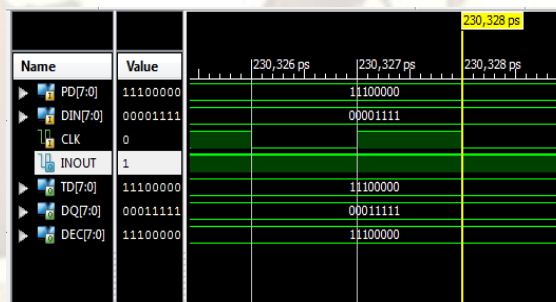 230,328 ps
Name Value
230,326 ps 230,327 ps 230,328 ps
PD[7:0] 11100000 11100000
DIN[7:0] 00001111 00001111
CLK 0
INOUT 1
TD[7:0] 11100000 11100000
DQ[7:0] 00011111 00011111
DEC[7:0] 11100000 11100000